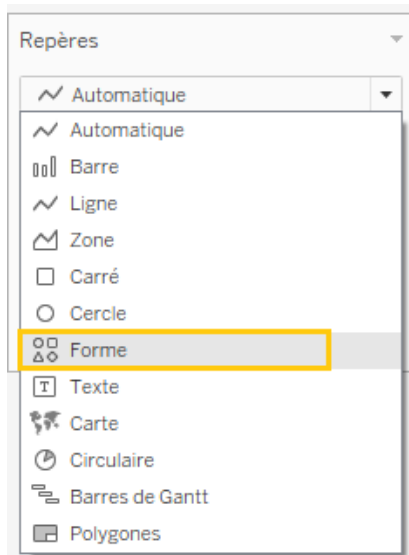 Repères
Automatique
Automatique
Barre
Ligne
Zone
Carré
Cercle
Forme
T Texte
Carte
Circulaire
Barres de Gantt
Polygones